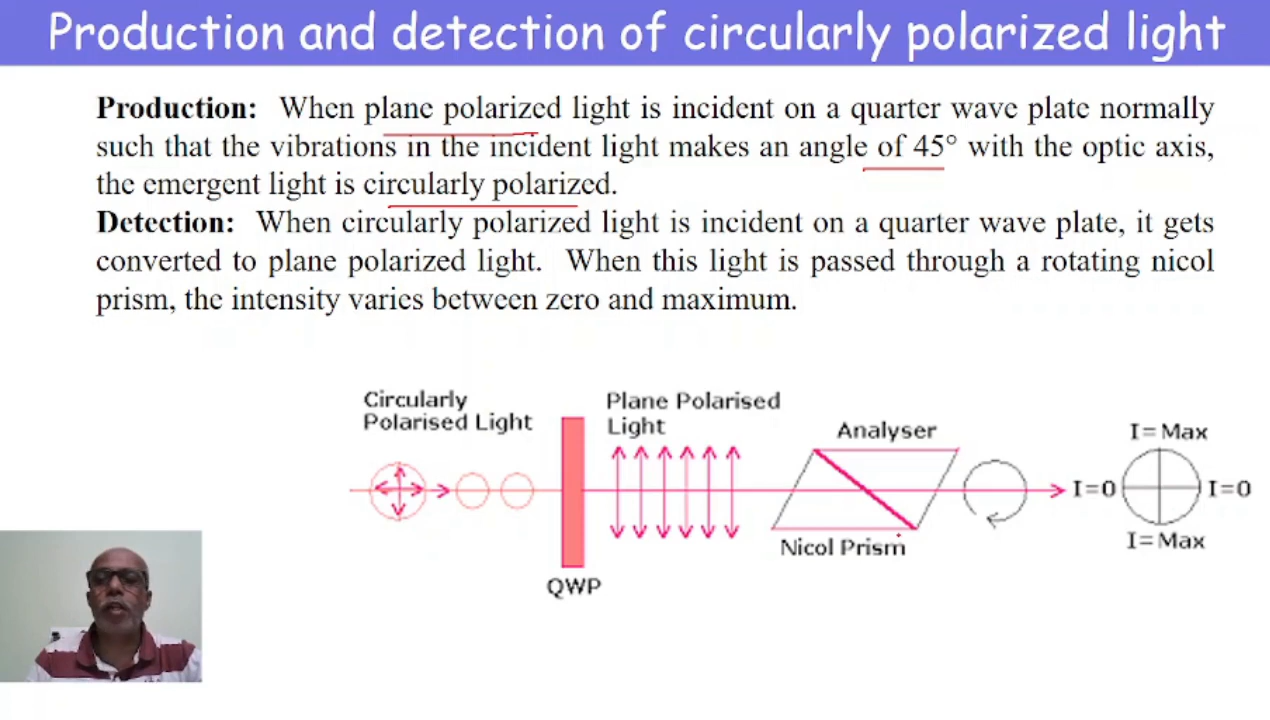 Production and detection of circularly polarized light
Production: When plane polarized light is incident on a quarter wave plate normally
such that the vibrations in the incident light makes an angle of 45° with the optic axis,
the emergent light is circularly polarized.
Detection: When circularly polarized light is incident on a quarter wave plate, it gets
converted to plane polarized light. When this light is passed through a rotating nicol
prism, the intensity varies between zero and maximum.
Circularly
Polarised Light
Plane Polarised
Light
Analyser
I=Max
I=0
I=0
Nicol Prism
I=Max
QWP